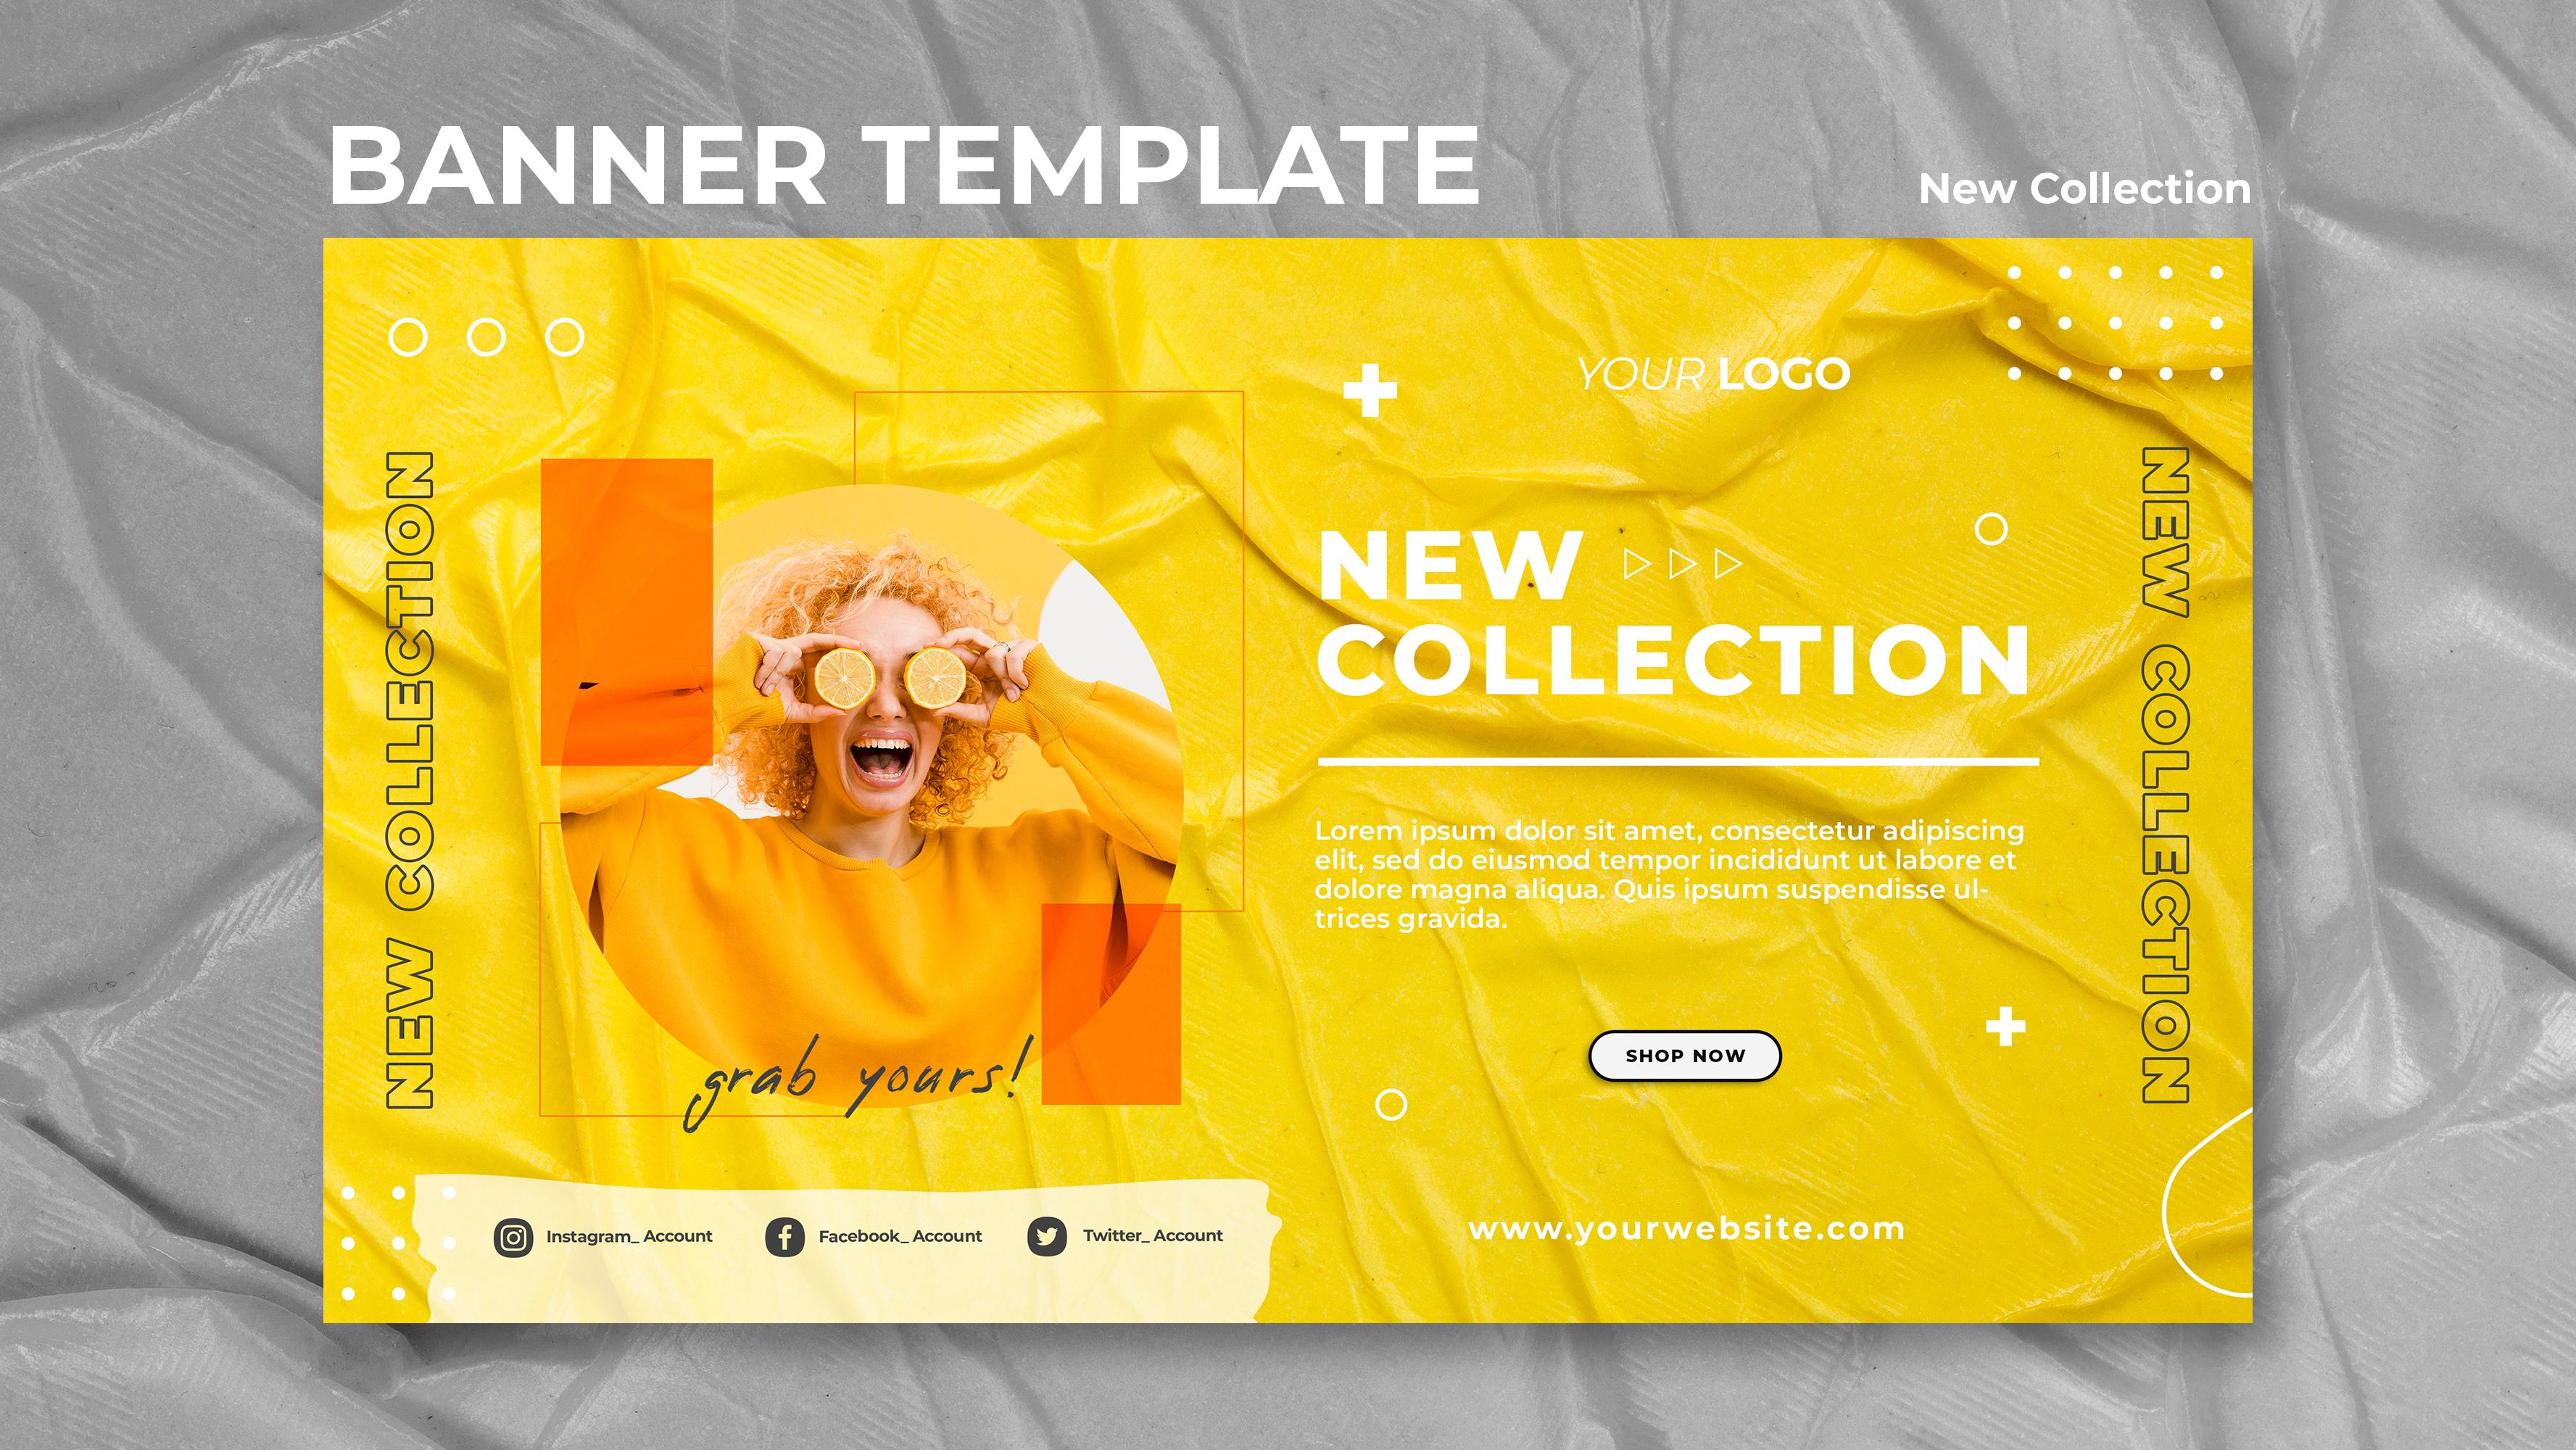 BANNER TEMPLATE
New Collection
YOUR LOGO
NEW COLLECTION
NEW
COLLECTION
Lorem ipsum dolor sit amet, consectetur adipiscing
elit, sed do eiusmod tempor incididunt ut labore et
dolore magna aliqua. Quis ipsum suspendisse ul-
trices gravida.
SHOP NOW
grab yours!
NEW COLLECTION
Instagram_ Account
Facebook_ Account
Twitter_ Account
www.yourwebsite.com